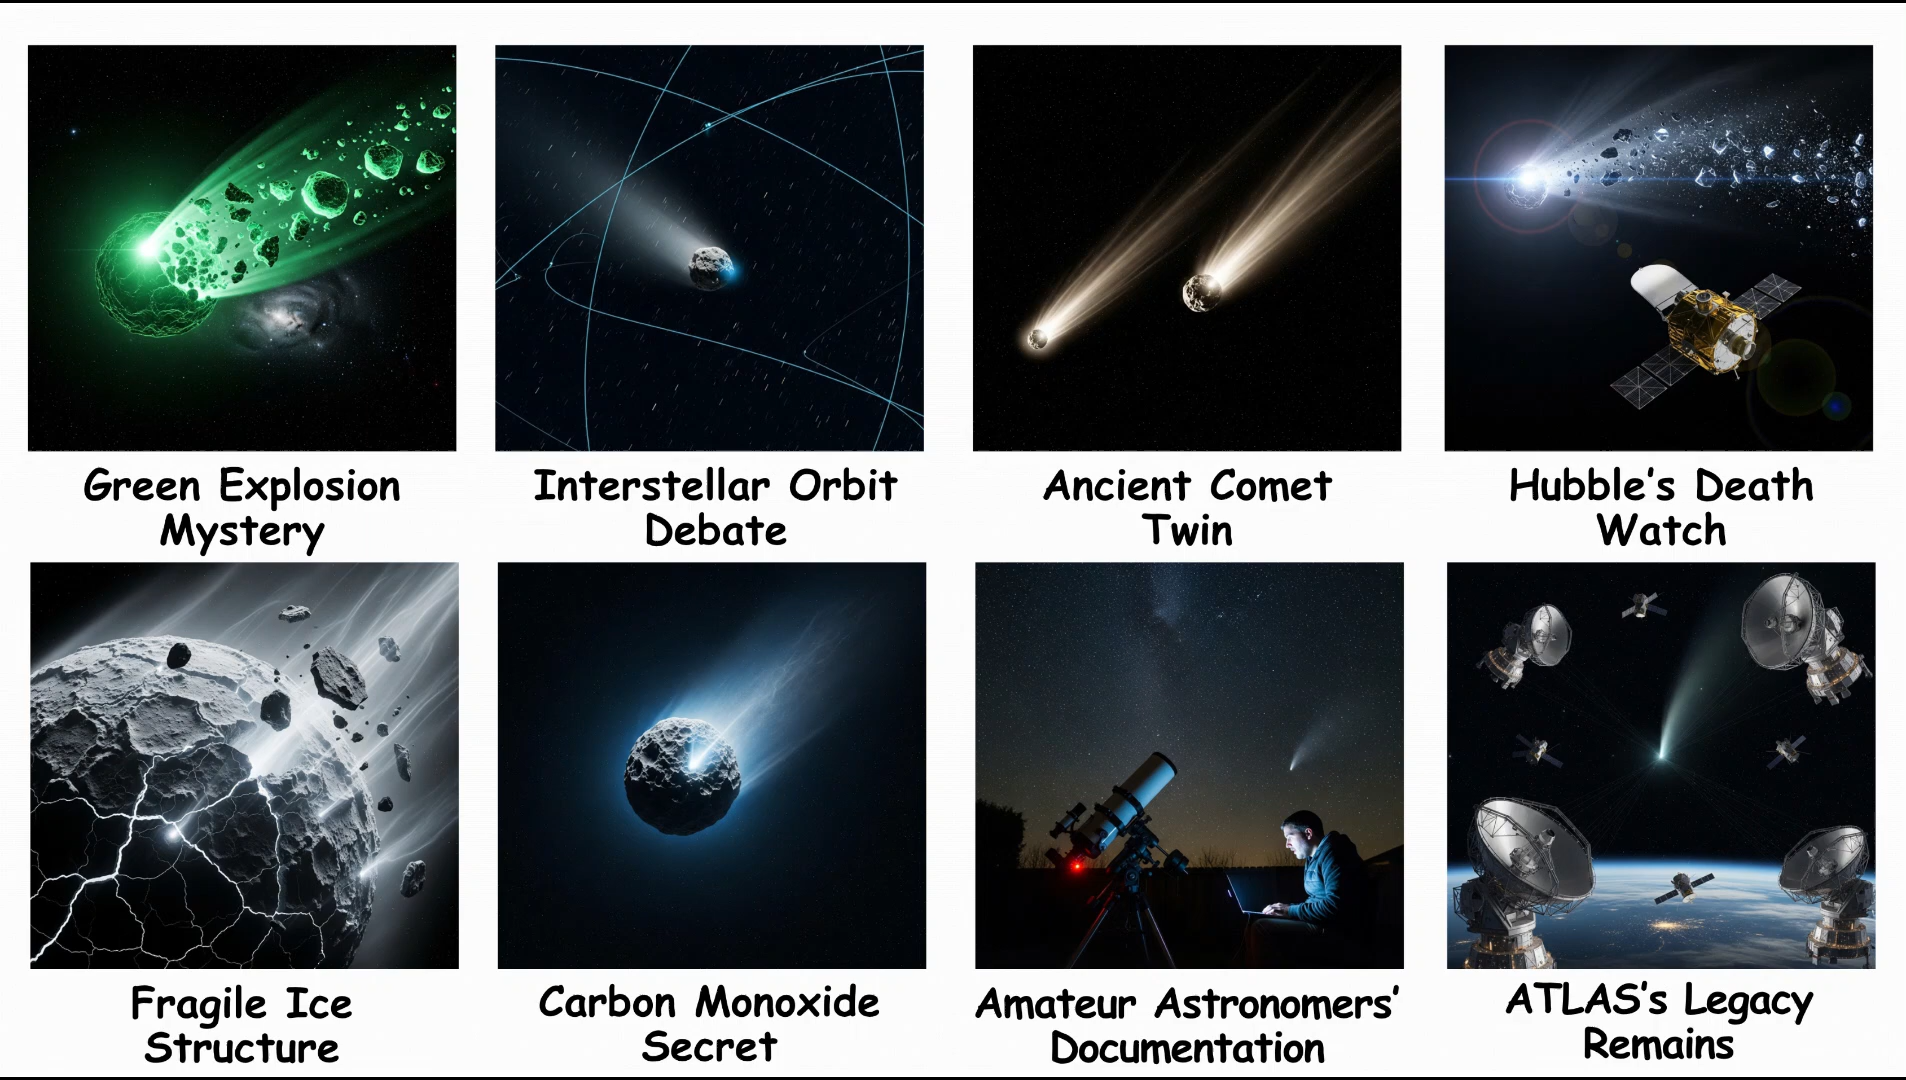 Green Explosion
Mystery
Interstellar Orbit
Debate
Ancient Comet
Twin
Hubble's Death
Watch
Fragile Ice
Structure
Carbon Monoxide
Secret
Amateur Astronomers'
Documentation
ATLAS's Legacy
Remains